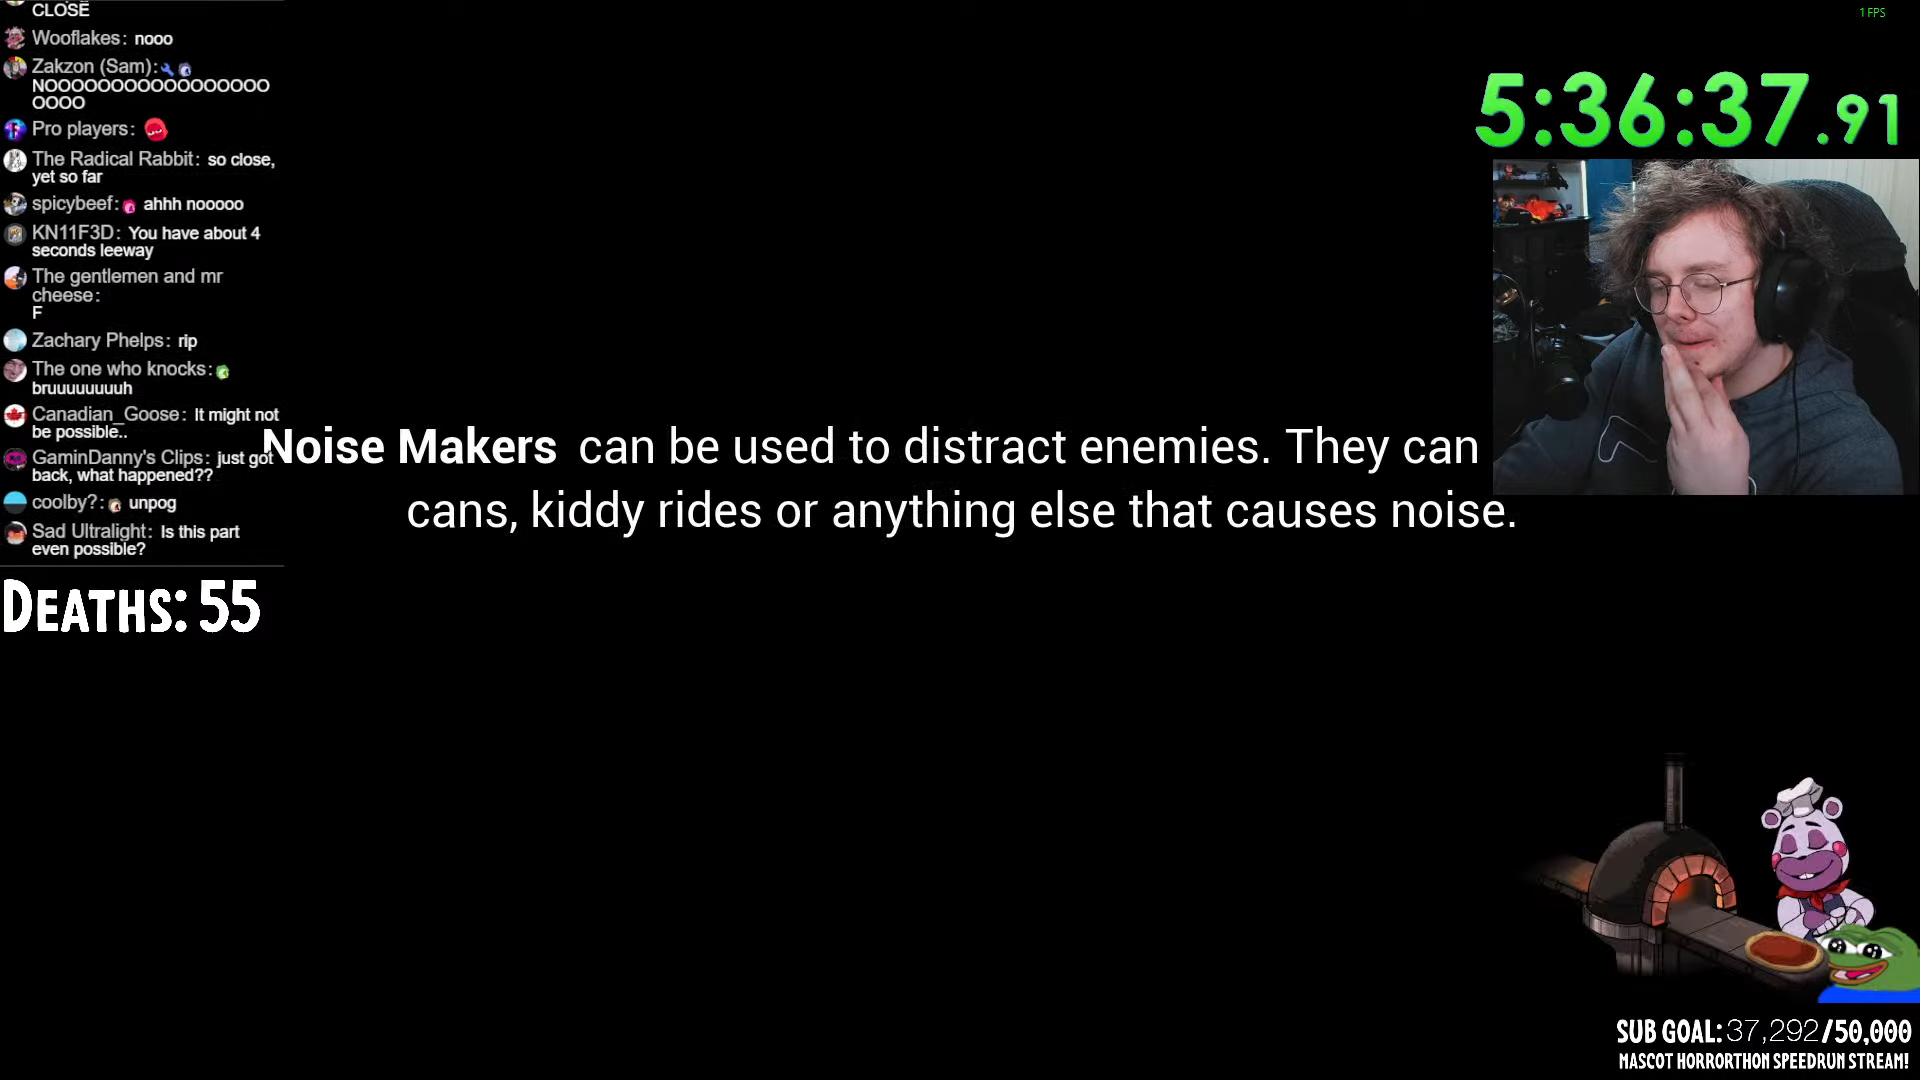 CLOSE
Wooflakes: nooo
Zakzon (Sam):
NOOOOOOOOOOOOOOOOO
OOOO
Pro players:
The Radical Rabbit: so close,
yet so far
spicybeef: ahhh nooooo
KN11F3D: You have about 4
seconds leeway
The gentlemen and mr
cheese:
F
Zachary Phelps: rip
The one who knocks:
bruuuuuuuuh
Canadian_Goose: It might not
be possible..
GaminDanny's Clips: just got
back, what happened??
coolby?: unpog
Sad Ultralight: Is this part
even possible?
DEATHS: 55
Noise Makers can be used to distract enemies. They can
cans, kiddy rides or anything else that causes noise.
1 FPS
5:36:37.91
SUB GOAL: 37,292/50,000
MASCOT HORRORTHON SPEEDRUN STREAM!